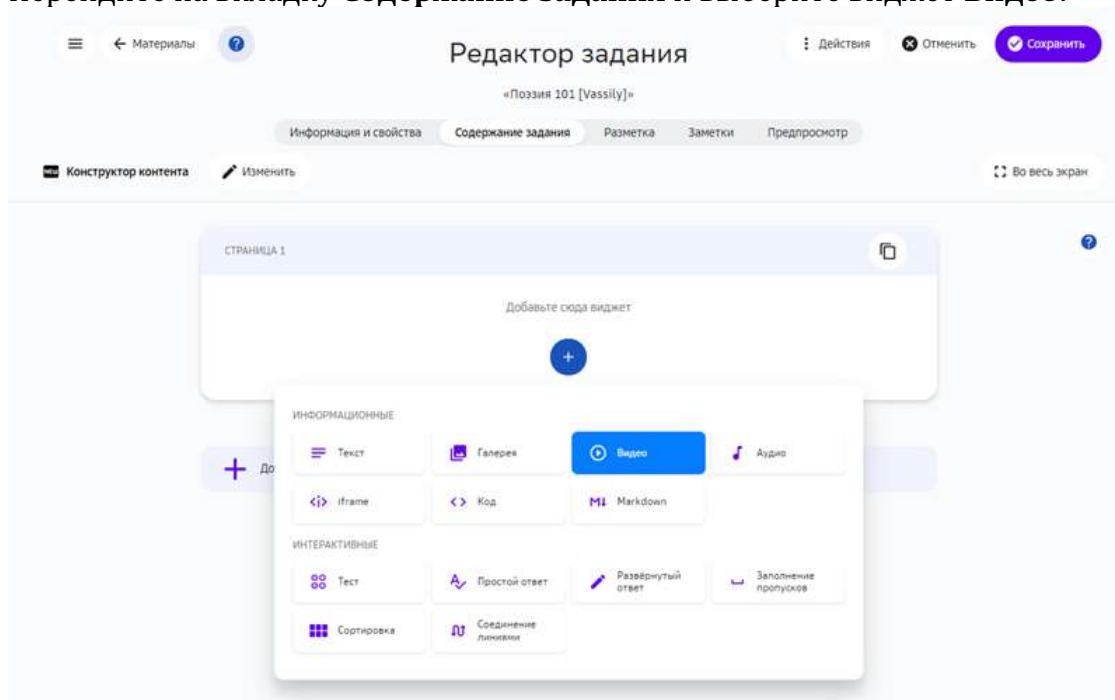 Перейдите на вкладку Содержание задания и выберите виджет Видео.
Материалы
Редактор задания
Действия
Отменить
Сохранить
«Поэзия 101 [Vassily]»
Информация и свойства Содержание задания Разметка Заметки Предпросмотр
NEW Конструктор контента Изменить
Во весь экран
СТРАНИЦА 1
Добавьте сюда виджет
ИНФОРМАЦИОННЫЕ
Текст Галерея Видео Аудио
До
iframe Код Markdown
ИНТЕРАКТИВНЫЕ
Тест Простой ответ Развёрнутый ответ Заполнение пропусков
Сортировка Соединение линиями